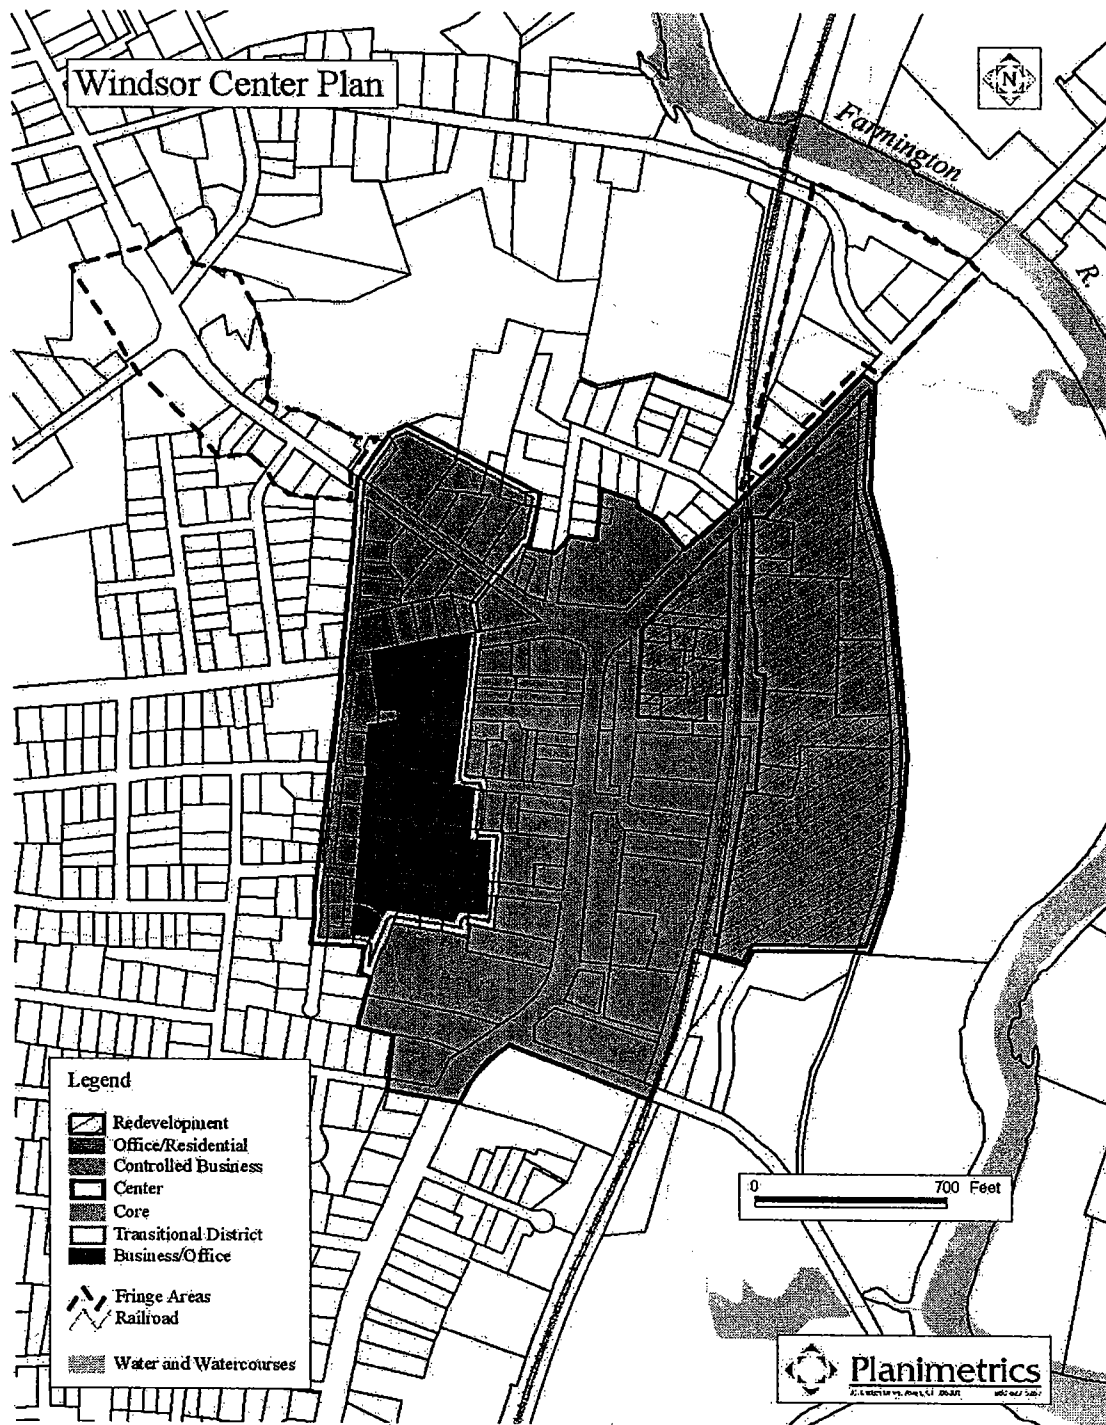 Windsor Center Plan
N
Farmington
R.
Legend
Redevelopment
Office/Residential
Controlled Business
Center
Core
Transitional District
Business/Office
Fringe Areas
Railroad
Water and Watercourses
0 700 Feet
Planimetrics